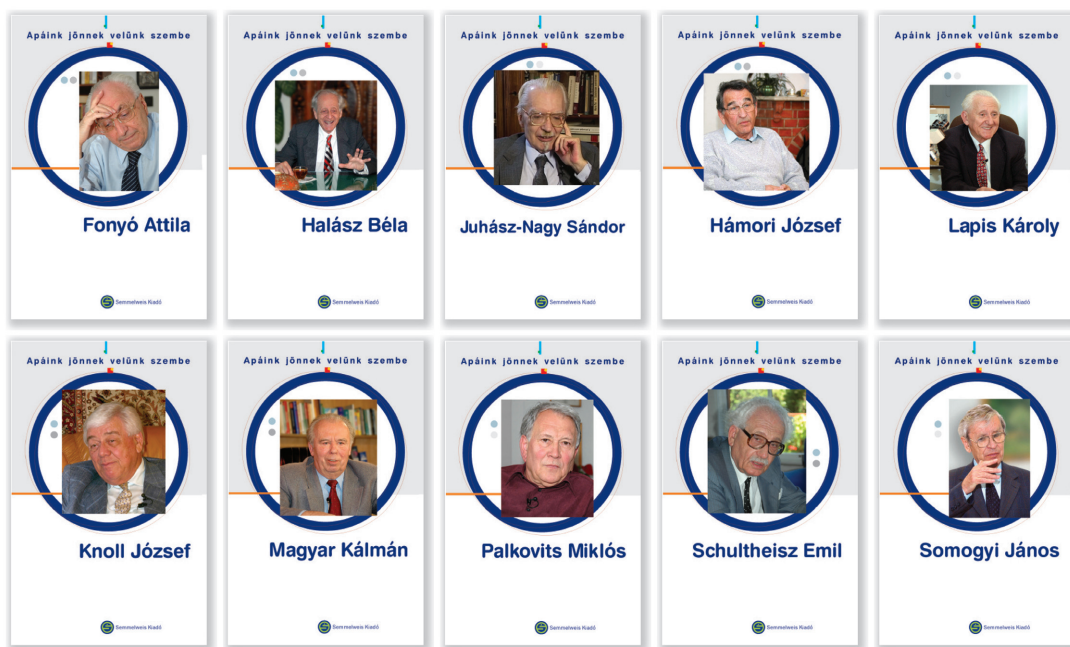 Apáink jönnek velünk szembe
Fonyó Attila
Semmelweis Kiadó
Apáink jönnek velünk szembe
Halász Béla
Semmelweis Kiadó
Apáink jönnek velünk szembe
Juhász-Nagy Sándor
Semmelweis Kiadó
Apáink jönnek velünk szembe
Hámori József
Semmelweis Kiadó
Apáink jönnek velünk szembe
Lapis Károly
Semmelweis Kiadó
Apáink jönnek velünk szembe
Knoll József
Semmelweis Kiadó
Apáink jönnek velünk szembe
Magyar Kálmán
Semmelweis Kiadó
Apáink jönnek velünk szembe
Palkovits Miklós
Semmelweis Kiadó
Apáink jönnek velünk szembe
Schultheisz Emil
Semmelweis Kiadó
Apáink jönnek velünk szembe
Somogyi János
Semmelweis Kiadó